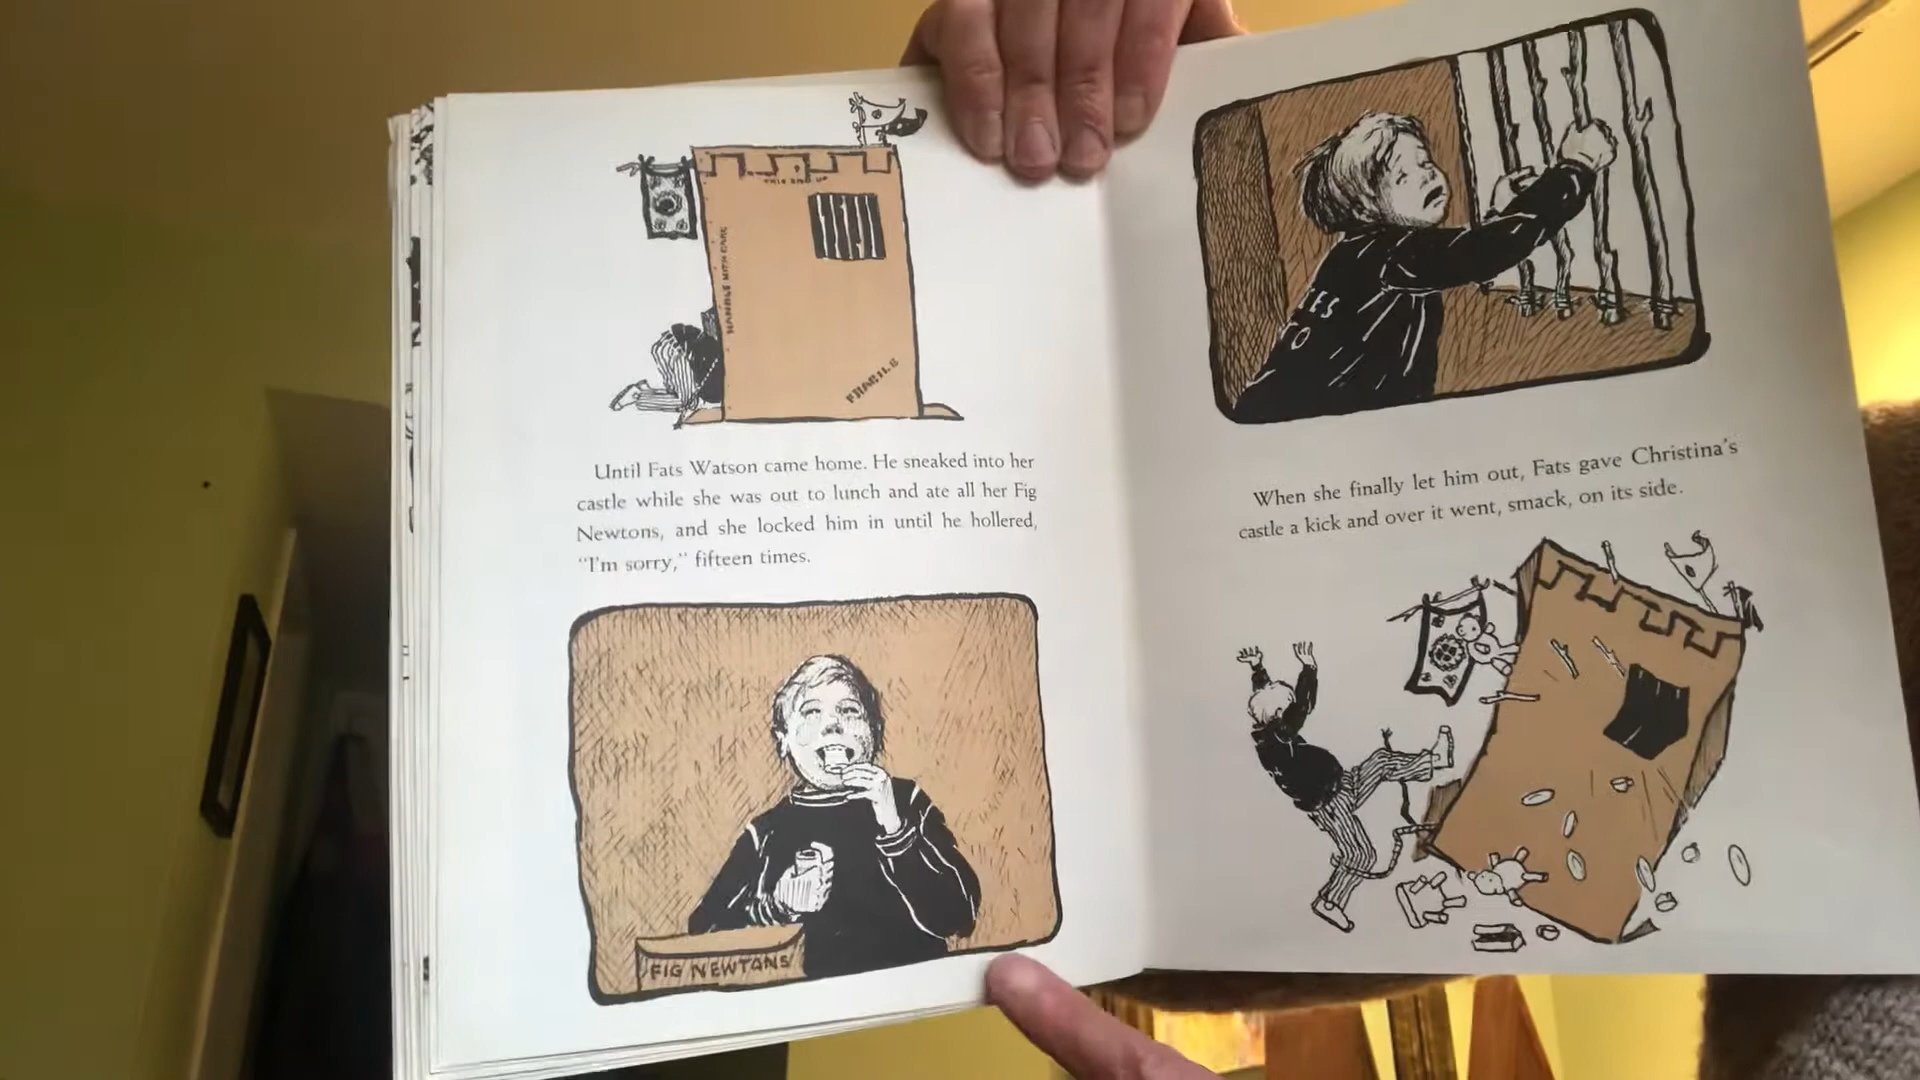 THIS END UP
HANDLE WITH CARE
FRAGILE
Until Fats Watson came home. He sneaked into her
castle while she was out to lunch and ate all her Fig
Newtons, and she locked him in until he hollered,
"I'm sorry," fifteen times.
FIG NEWTONS
When she finally let him out, Fats gave Christina's
castle a kick and over it went, smack, on its side.